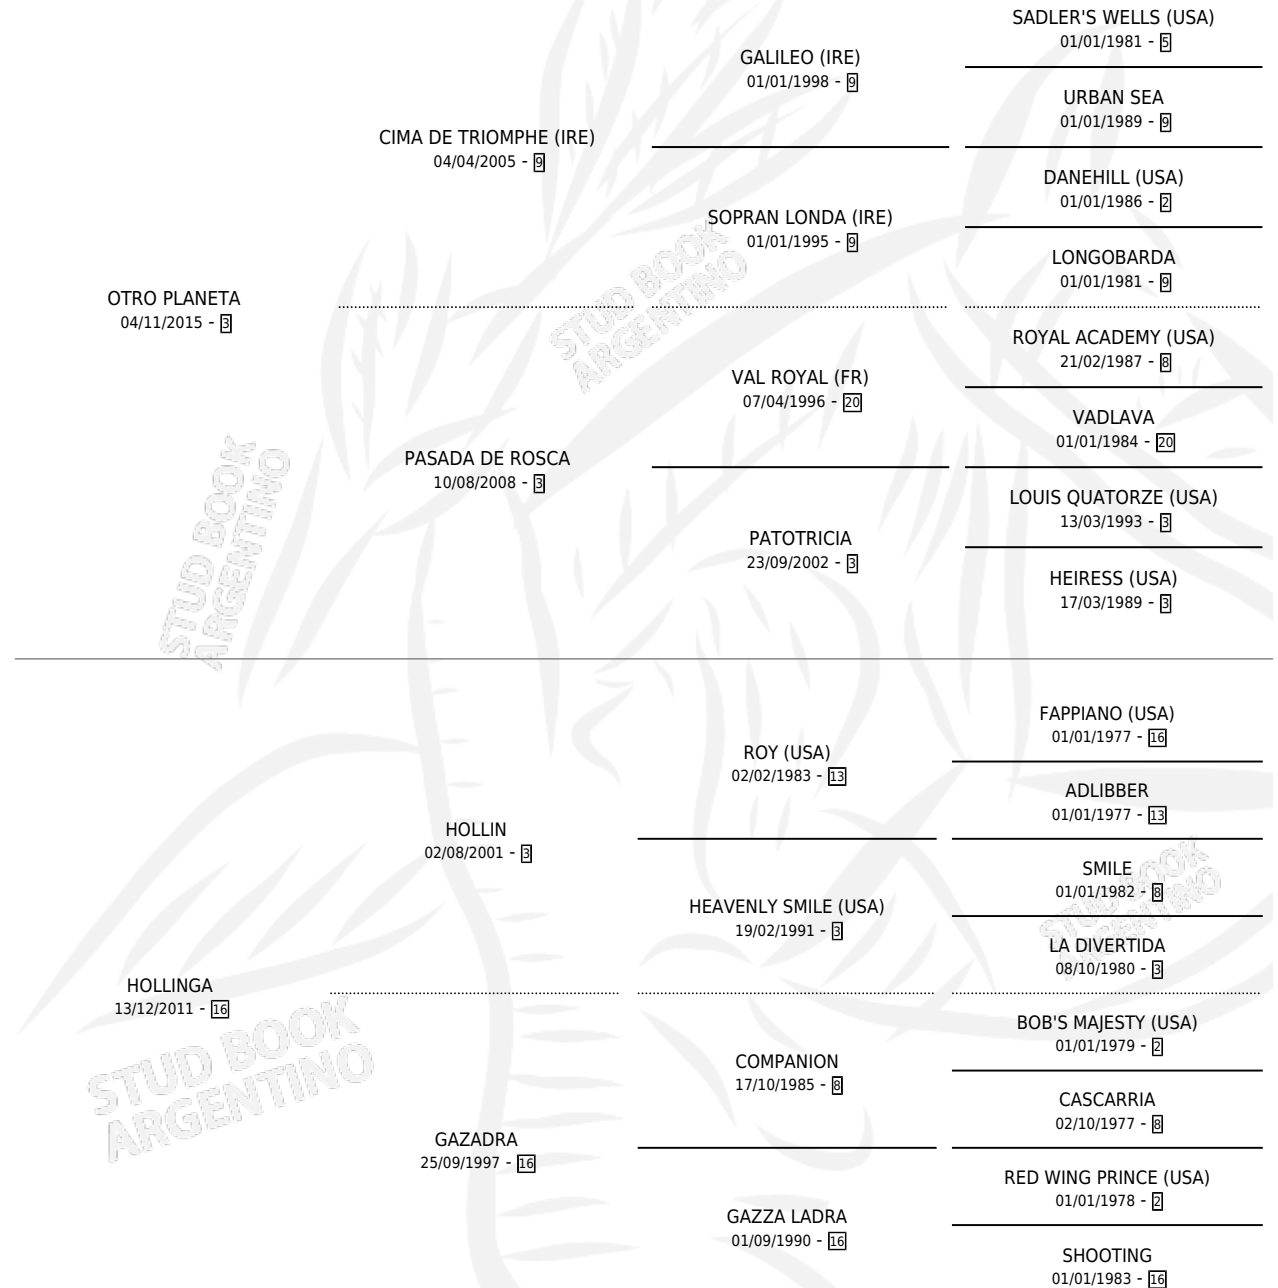 SADLER'S WELLS (USA)
01/01/1981 - 5
GALILEO (IRE)
01/01/1998 - 9
URBAN SEA
01/01/1989 - 9
CIMA DE TRIOMPHE (IRE)
04/04/2005 - 9
DANEHILL (USA)
01/01/1986 - 2
SOPRAN LONDA (IRE)
01/01/1995 - 9
LONGOBARDA
01/01/1981 - 9
OTRO PLANETA
04/11/2015 - 3
ROYAL ACADEMY (USA)
21/02/1987 - 8
VAL ROYAL (FR)
07/04/1996 - 20
VADLAVA
01/01/1984 - 20
PASADA DE ROSCA
10/08/2008 - 3
LOUIS QUATORZE (USA)
13/03/1993 - 3
PATOTRICIA
23/09/2002 - 3
HEIRESS (USA)
17/03/1989 - 3
FAPPIANO (USA)
01/01/1977 - 16
ROY (USA)
02/02/1983 - 13
ADLIBBER
01/01/1977 - 13
HOLLIN
02/08/2001 - 3
SMILE
01/01/1982 - 8
HEAVENLY SMILE (USA)
19/02/1991 - 3
LA DIVERTIDA
08/10/1980 - 3
HOLLINGA
13/12/2011 - 16
BOB'S MAJESTY (USA)
01/01/1979 - 2
COMPANION
17/10/1985 - 8
CASCARRIA
02/10/1977 - 8
GAZADRA
25/09/1997 - 16
RED WING PRINCE (USA)
01/01/1978 - 2
GAZZA LADRA
01/09/1990 - 16
SHOOTING
01/01/1983 - 16
STUD BOOK
ARGENTINO
STUD BOOK
ARGENTINO
STUD BOOK
ARGENTINO
STUD BOOK
ARGENTINO